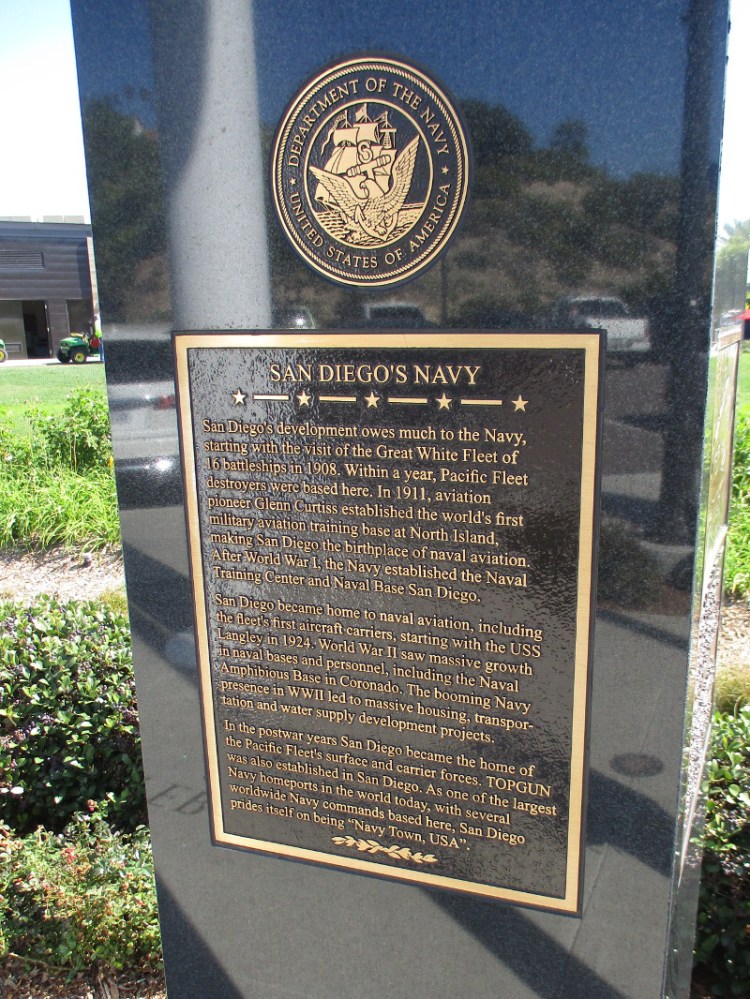 DEPARTMENT OF THE NAVY
UNITED STATES OF AMERICA
SAN DIEGO'S NAVY
San Diego's development owes much to the Navy,
starting with the visit of the Great White Fleet of
16 battleships in 1908. Within a year, Pacific Fleet
destroyers were based here. In 1911, aviation
pioneer Glenn Curtiss established the world's first
military aviation training base at North Island,
making San Diego the birthplace of naval aviation.
After World War I, the Navy established the Naval
Training Center and Naval Base San Diego.
San Diego became home to naval aviation, including
the fleet's first aircraft carriers, starting with the USS
Langley in 1924. World War II saw massive growth
in naval bases and personnel, including the Naval
Amphibious Base in Coronado. The booming Navy
presence in WWII led to massive housing, transpor-
tation and water supply development projects.
In the postwar years San Diego became the home of
the Pacific Fleet's surface and carrier forces. TOPGUN
was also established in San Diego. As one of the largest
Navy homeports in the world today, with several
worldwide Navy commands based here, San Diego
prides itself on being "Navy Town, USA".